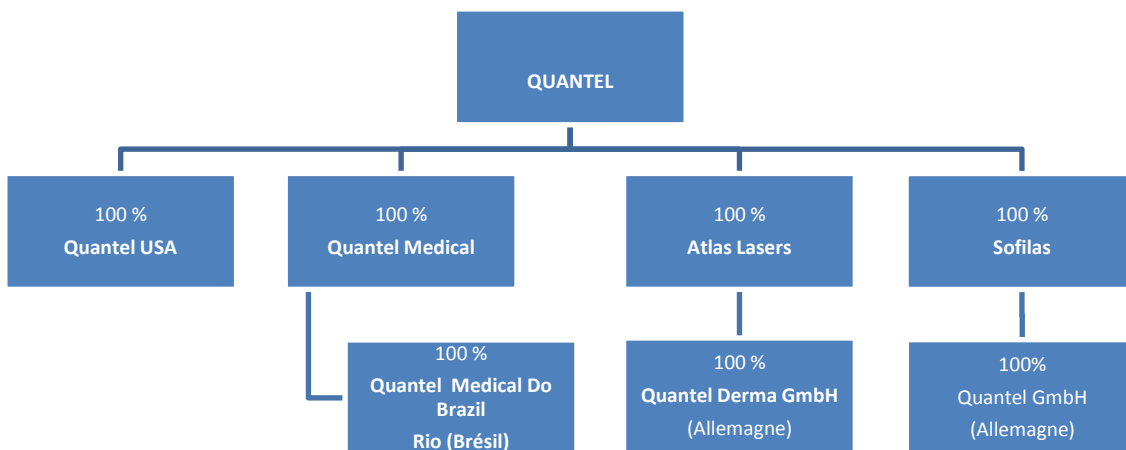 QUANTEL
100 %
Quantel USA
100 %
Quantel Medical
100 %
Atlas Lasers
100 %
Sofilas
100 %
Quantel Medical Do
Brazil
Rio (Brésil)
100 %
Quantel Derma GmbH
(Allemagne)
100%
Quantel GmbH
(Allemagne)